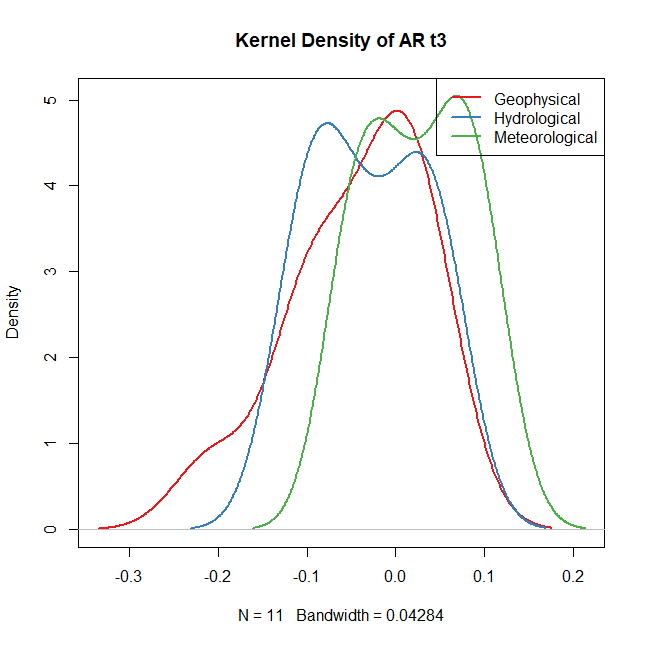 Kernel Density of AR t3
Geophysical
Hydrological
Meteorological
Density
0
1
2
3
4
5
-0.3
-0.2
-0.1
0.0
0.1
0.2
N = 11 Bandwidth = 0.04284